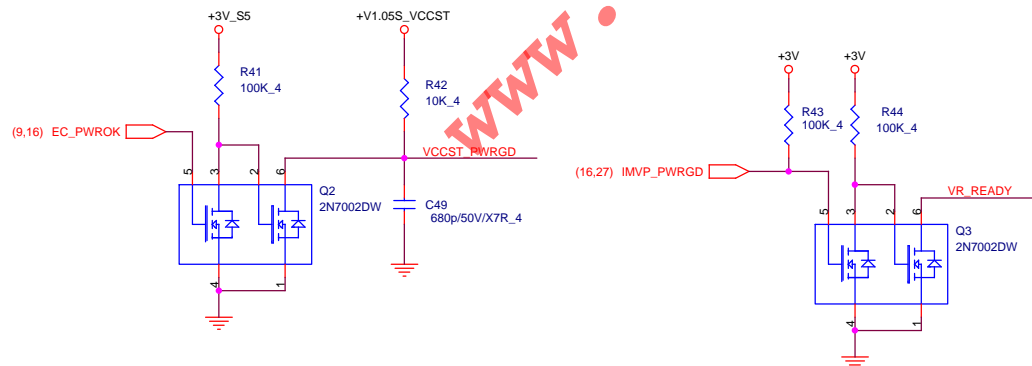 +3V_S5
+V1.05S_VCCST
R41
100K_4
R42
10K_4
(9,16) EC_PWROK
VCCST_PWRGD
5
3
2
6
Q2
2N7002DW
C49
680p/50V/X7R_4
4
1
www.
+3V
+3V
R43
100K_4
R44
100K_4
(16,27) IMVP_PWRGD
VR_READY
5
3
2
6
Q3
2N7002DW
4
1